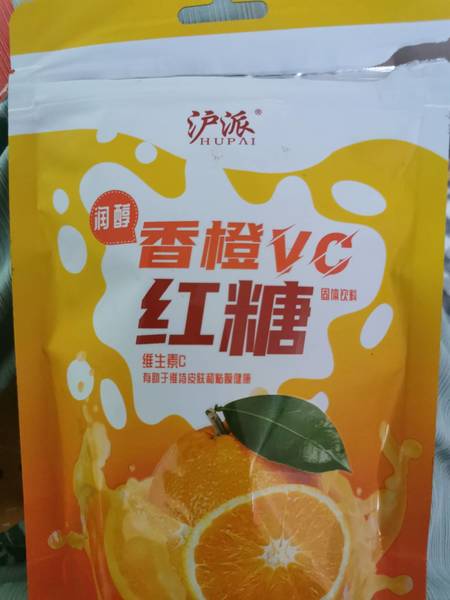 沪派®
HUPAI
润醇
香橙VC
红糖
固体饮料
维生素C
有助于维持皮肤和粘膜健康